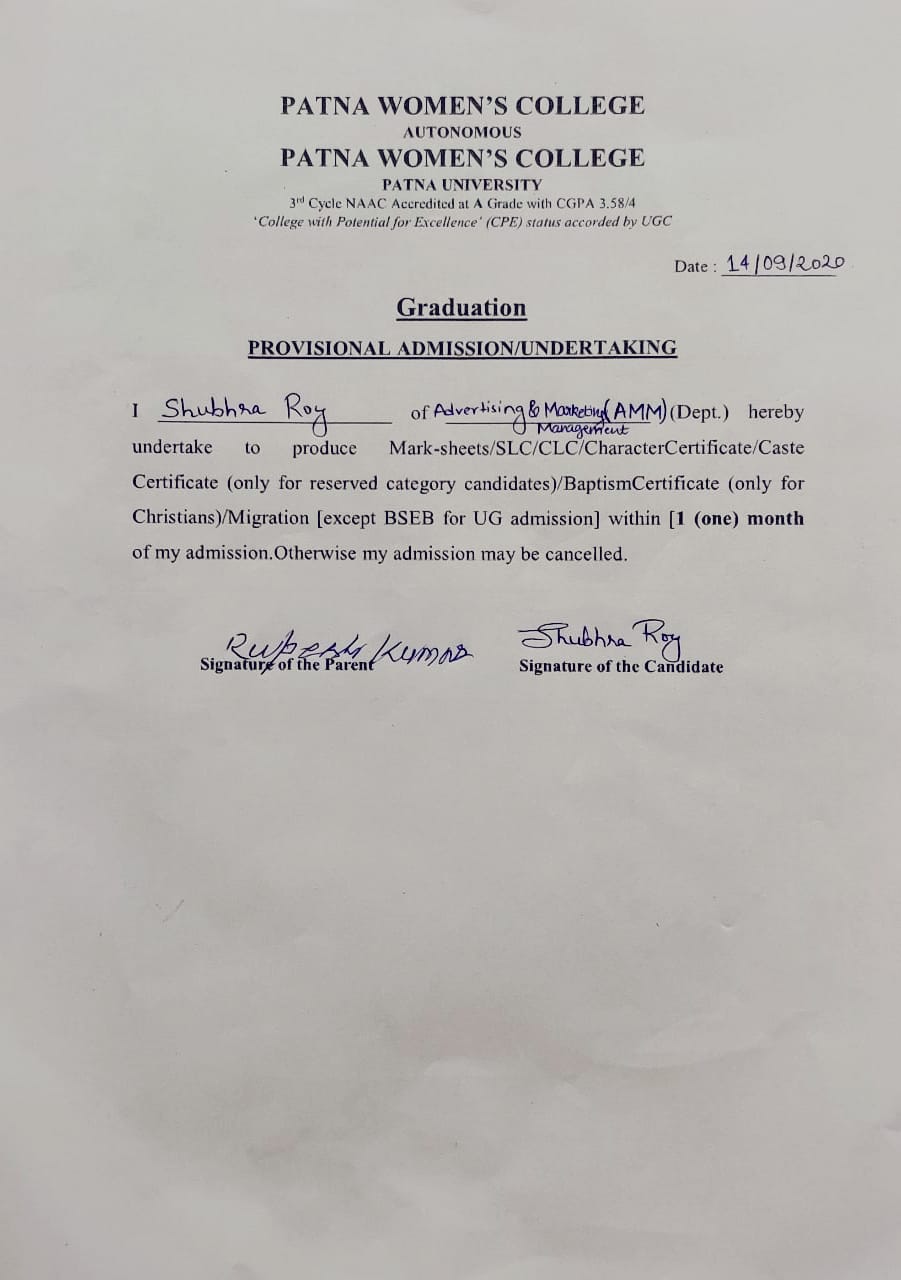 PATNA WOMEN'S COLLEGE
AUTONOMOUS
PATNA WOMEN'S COLLEGE
PATNA UNIVERSITY
3rd Cycle NAAC Accredited at A Grade with CGPA 3.58/4
'College with Potential for Excellence' (CPE) status accorded by UGC
Date : 14/09/2020
Graduation
PROVISIONAL ADMISSION/UNDERTAKING
I Shubhra Roy of Advertising & Marketing (AMM) (Dept.) hereby
Management
undertake to produce Mark-sheets/SLC/CLC/CharacterCertificate/Caste
Certificate (only for reserved category candidates)/BaptismCertificate (only for
Christians)/Migration [except BSEB for UG admission] within [1 (one) month
of my admission.Otherwise my admission may be cancelled.
Rupesh Kumar Shubhra Roy
Signature of the Parent Signature of the Candidate